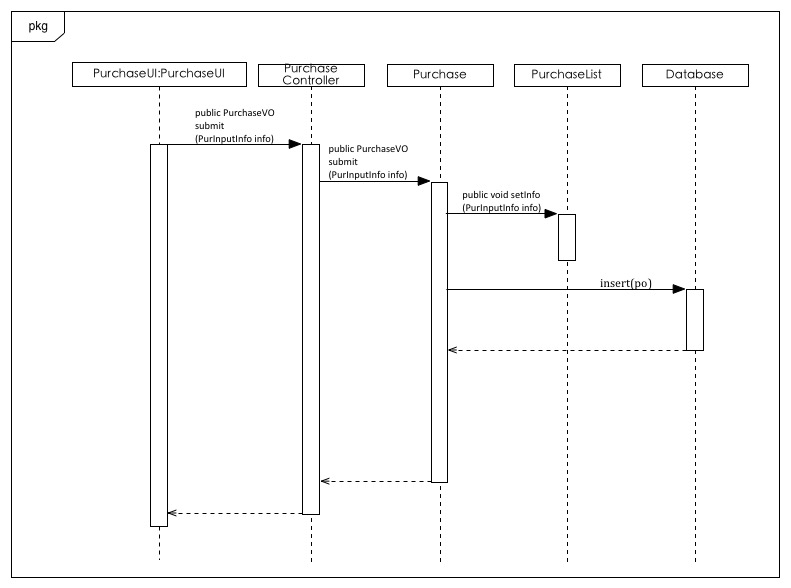 pkg
PurchaseUI:PurchaseUI
Purchase
Controller
Purchase
PurchaseList
Database
public PurchaseVO
submit
(PurInputInfo info)
public PurchaseVO
submit
(PurInputInfo info)
public void setInfo
(PurInputInfo info)
insert(po)